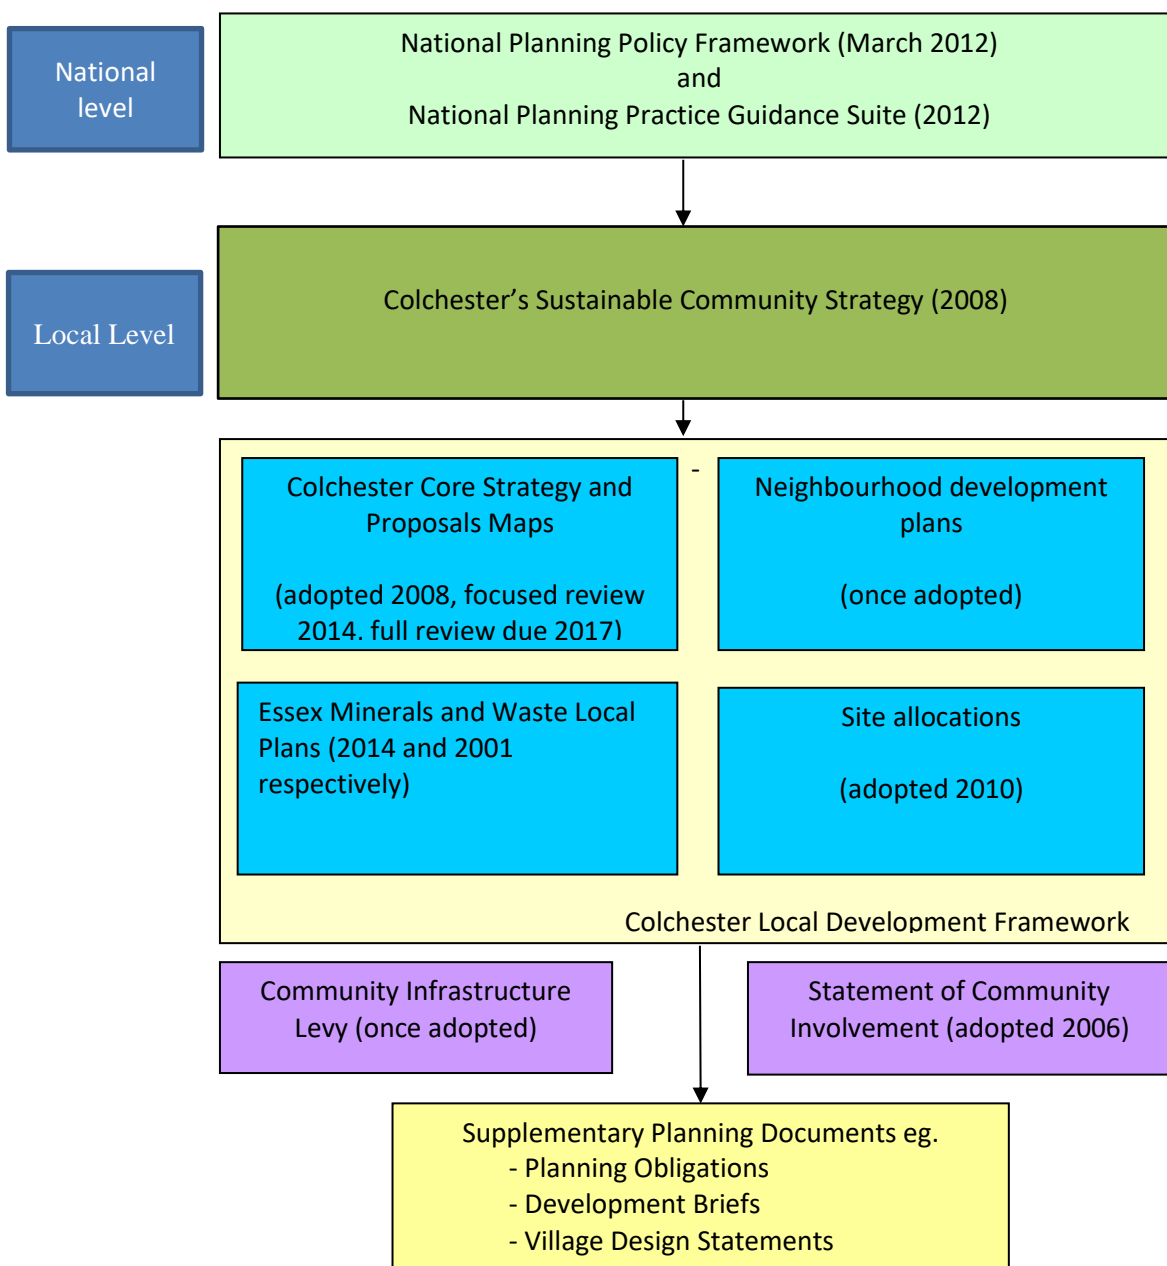 National
level
National Planning Policy Framework (March 2012)
and
National Planning Practice Guidance Suite (2012)
Local Level
Colchester’s Sustainable Community Strategy (2008)
-
Colchester Core Strategy and
Proposals Maps
(adopted 2008, focused review
2014. full review due 2017)
Neighbourhood development
plans
(once adopted)
Essex Minerals and Waste Local
Plans (2014 and 2001
respectively)
Site allocations
(adopted 2010)
Colchester Local Development Framework
Community Infrastructure
Levy (once adopted)
Statement of Community
Involvement (adopted 2006)
Supplementary Planning Documents eg.
- Planning Obligations
- Development Briefs
- Village Design Statements